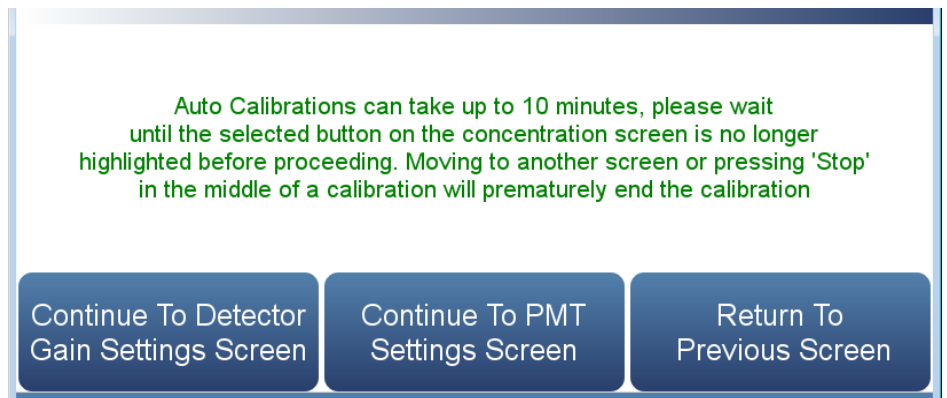 Auto Calibrations can take up to 10 minutes, please wait
until the selected button on the concentration screen is no longer
highlighted before proceeding. Moving to another screen or pressing 'Stop'
in the middle of a calibration will prematurely end the calibration
Continue To Detector
Gain Settings Screen
Continue To PMT
Settings Screen
Return To
Previous Screen